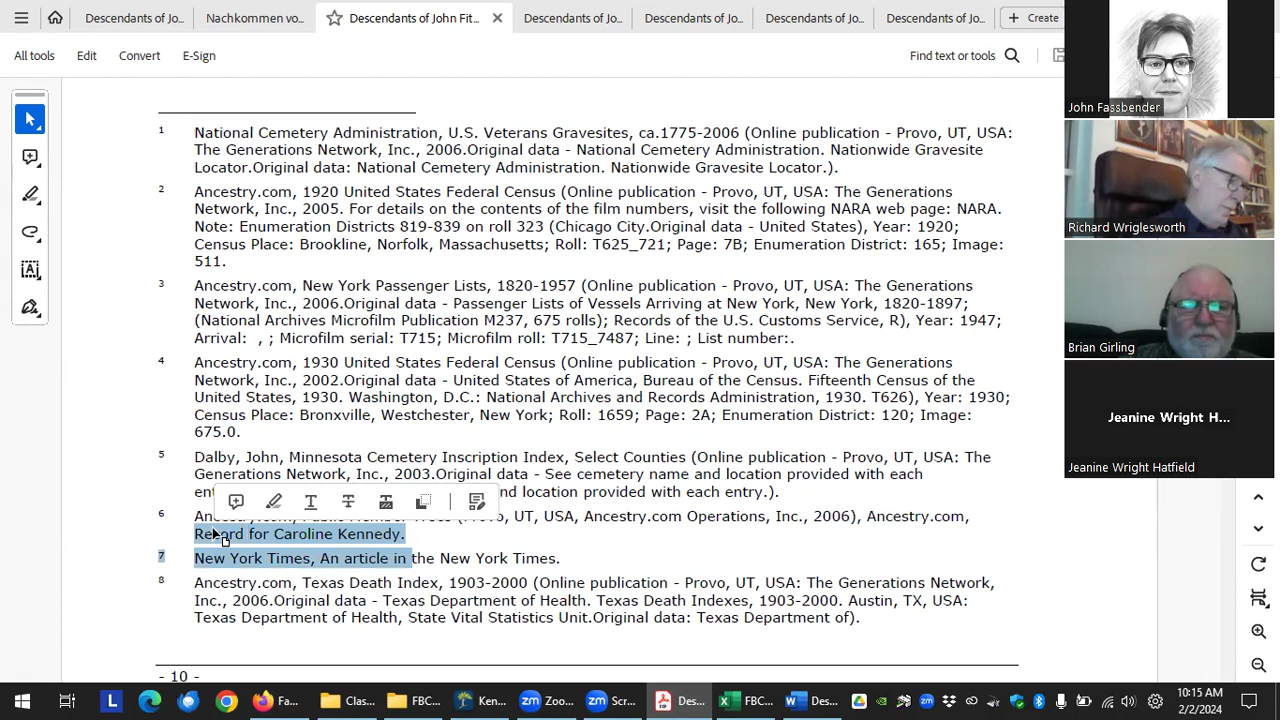 Descendants of Jo...
Nachkommen vo...
Descendants of John Fit...
Descendants of Jo...
Descendants of Jo...
Descendants of Jo...
Descendants of Jo...
Create
All tools
Edit
Convert
E-Sign
Find text or tools
1 National Cemetery Administration, U.S. Veterans Gravesites, ca.1775-2006 (Online publication - Provo, UT, USA:
The Generations Network, Inc., 2006.Original data - National Cemetery Administration. Nationwide Gravesite
Locator.Original data: National Cemetery Administration. Nationwide Gravesite Locator.).
2 Ancestry.com, 1920 United States Federal Census (Online publication - Provo, UT, USA: The Generations
Network, Inc., 2005. For details on the contents of the film numbers, visit the following NARA web page: NARA.
Note: Enumeration Districts 819-839 on roll 323 (Chicago City.Original data - United States), Year: 1920;
Census Place: Brookline, Norfolk, Massachusetts; Roll: T625_721; Page: 7B; Enumeration District: 165; Image:
511.
3 Ancestry.com, New York Passenger Lists, 1820-1957 (Online publication - Provo, UT, USA: The Generations
Network, Inc., 2006.Original data - Passenger Lists of Vessels Arriving at New York, New York, 1820-1897;
(National Archives Microfilm Publication M237, 675 rolls); Records of the U.S. Customs Service, R), Year: 1947;
Arrival: , ; Microfilm serial: T715; Microfilm roll: T715_7487; Line: ; List number:.
4 Ancestry.com, 1930 United States Federal Census (Online publication - Provo, UT, USA: The Generations
Network, Inc., 2002.Original data - United States of America, Bureau of the Census. Fifteenth Census of the
United States, 1930. Washington, D.C.: National Archives and Records Administration, 1930. T626), Year: 1930;
Census Place: Bronxville, Westchester, New York; Roll: 1659; Page: 2A; Enumeration District: 120; Image:
675.0.
5 Dalby, John, Minnesota Cemetery Inscription Index, Select Counties (Online publication - Provo, UT, USA: The
Generations Network, Inc., 2003.Original data - See cemetery name and location provided with each
nd location provided with each entry.).
6 USA, Ancestry.com Operations, Inc., 2006), Ancestry.com,
Record for Caroline Kennedy.
7 New York Times, An article in the New York Times.
8 Ancestry.com, Texas Death Index, 1903-2000 (Online publication - Provo, UT, USA: The Generations Network,
Inc., 2006.Original data - Texas Department of Health. Texas Death Indexes, 1903-2000. Austin, TX, USA:
Texas Department of Health, State Vital Statistics Unit.Original data: Texas Department of).
- 10 -
John Fassbender
Richard Wriglesworth
Brian Girling
Jeanine Wright H...
Jeanine Wright Hatfield
Fa...
Clas...
FBC...
Ken...
Zoo...
Scr...
Des...
FBC...
Des...
10:15 AM
2/2/2024